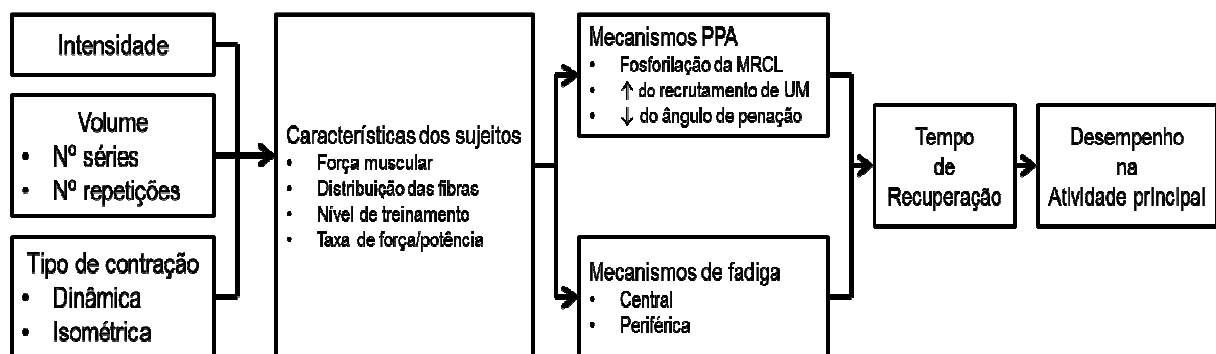 Intensidade
Volume
• Nº séries
• Nº repetições
Tipo de contração
• Dinâmica
• Isométrica
Características dos sujeitos
• Força muscular
• Distribuição das fibras
• Nível de treinamento
• Taxa de força/potência
Mecanismos PPA
• Fosforilação da MRCL
• ↑ do recrutamento de UM
• ↓ do ângulo de penação
Mecanismos de fadiga
• Central
• Periférica
Tempo
de
Recuperação
Desempenho
na
Atividade principal